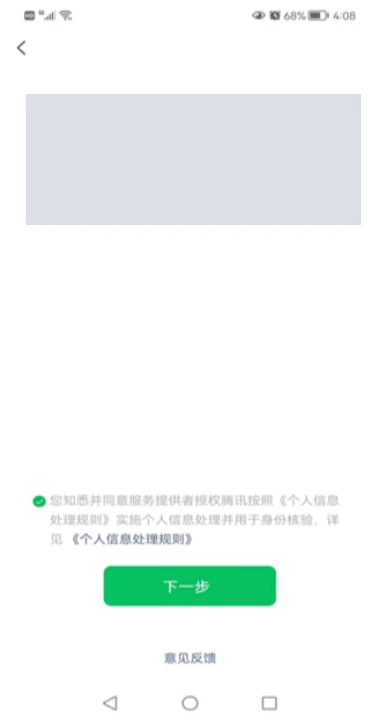 68% 4:08
您知悉并同意服务提供者授权腾讯按照《个人信息
处理规则》实施个人信息处理并用于身份核验，详
见 《个人信息处理规则》
下一步
意见反馈